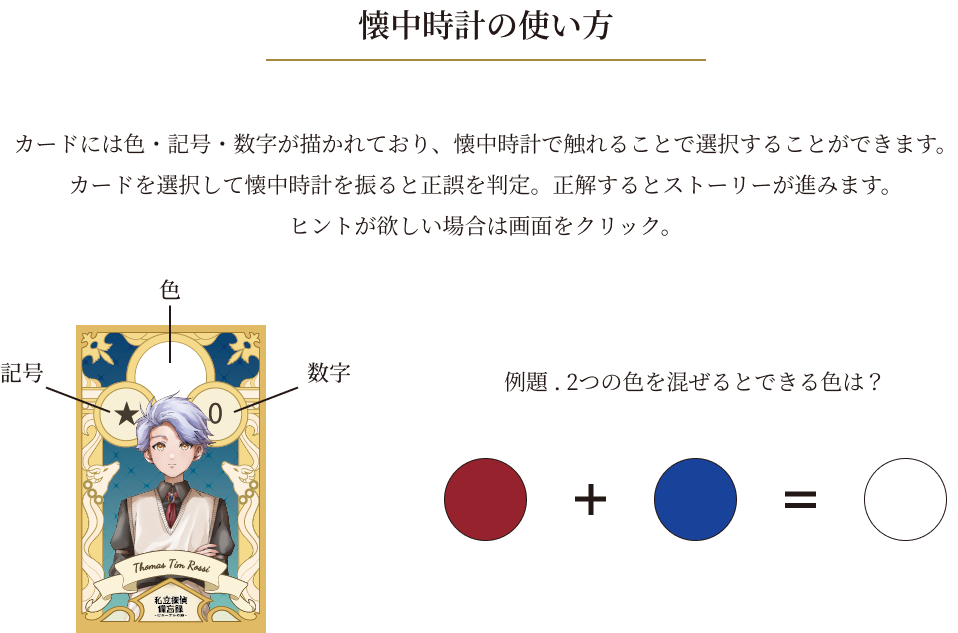 懐中時計の使い方
カードには色・記号・数字が描かれており、懐中時計で触れることで選択することができます。
カードを選択して懐中時計を振ると正誤を判定。正解するとストーリーが進みます。
ヒントが欲しい場合は画面をクリック。
色
記号
数字
★
0
Thomas Tim Rossi
私立探偵
備忘録
例題 . 2つの色を混ぜるとできる色は？
+
=